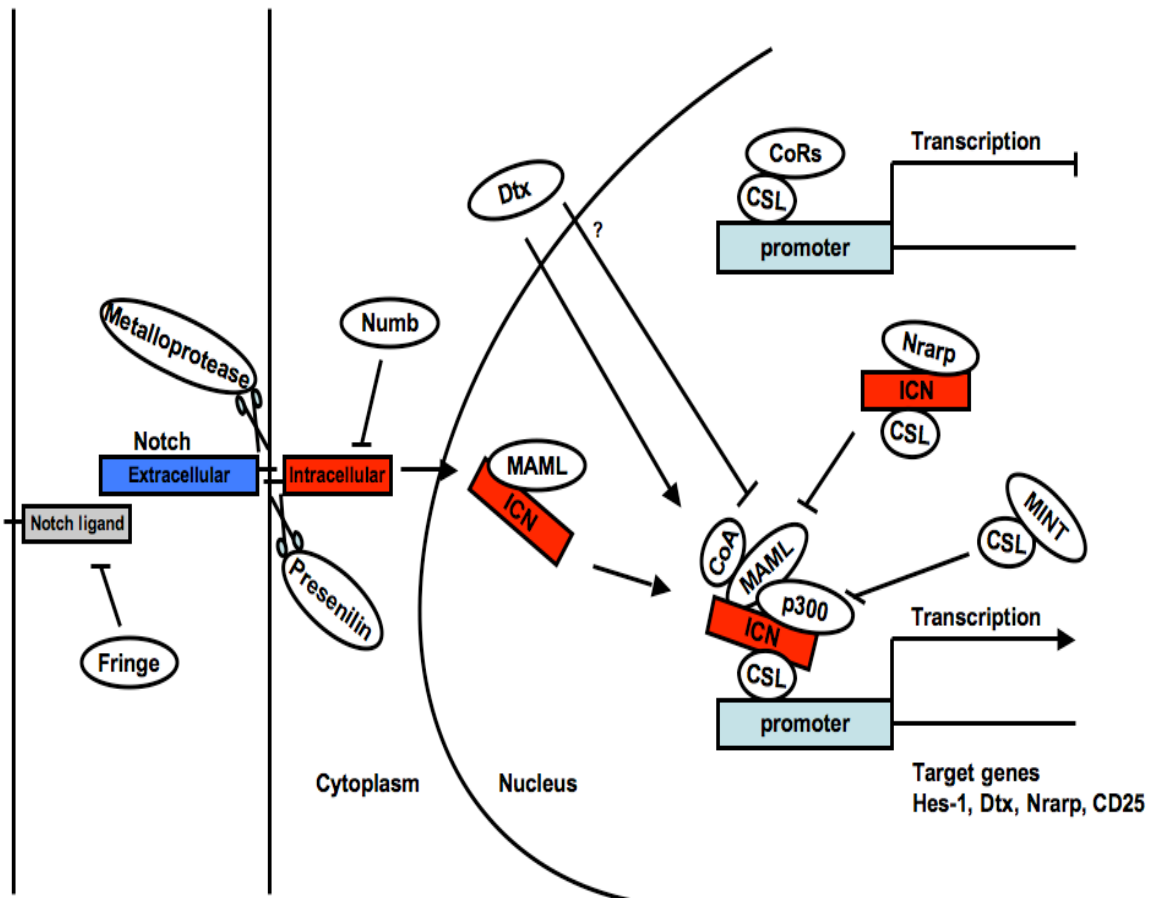 Transcription
CoRs
CSL
promoter
Dtx
?
Metalloprotease
Numb
Nrarp
ICN
CSL
Notch
Extracellular
Intracellular
MAML
ICN
Notch ligand
MINT
CSL
CoA
MAML
p300
ICN
CSL
Presenilin
Fringe
Transcription
promoter
Cytoplasm
Nucleus
Target genes
Hes-1, Dtx, Nrarp, CD25